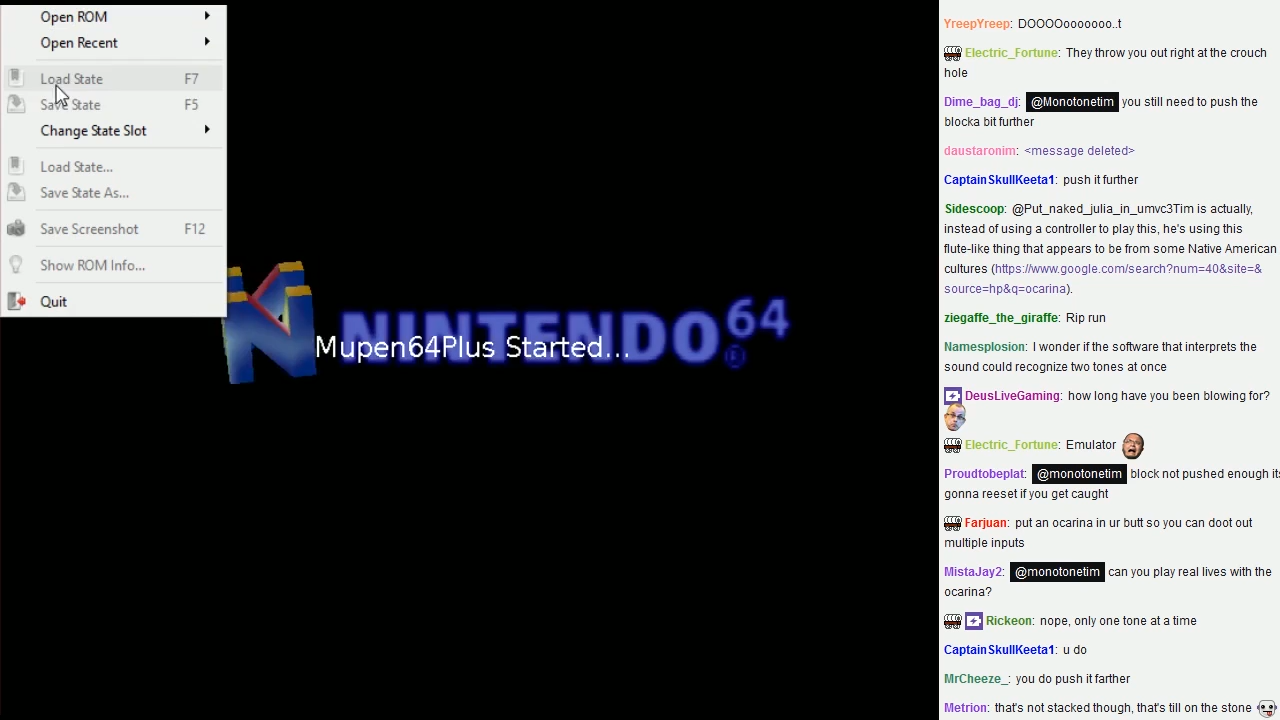 Open ROM
Open Recent
Load State F7
Save State F5
Change State Slot
Load State...
Save State As...
Save Screenshot F12
Show ROM Info...
Quit
NINTENDO 64
®
Mupen64Plus Started...
YreepYreep: DOOOOooooooo..t
Electric_Fortune: They throw you out right at the crouch
hole
Dime_bag_dj: @Monotonetim you still need to push the
blocka bit further
daustaronim: <message deleted>
CaptainSkullKeeta1: push it further
Sidescoop: @Put_naked_julia_in_umvc3Tim is actually,
instead of using a controller to play this, he's using this
flute-like thing that appears to be from some Native American
cultures (https://www.google.com/search?num=40&site=&
source=hp&q=ocarina).
ziegaffe_the_giraffe: Rip run
Namesplosion: I wonder if the software that interprets the
sound could recognize two tones at once
DeusLiveGaming: how long have you been blowing for?
Electric_Fortune: Emulator
Proudtobeplat: @monotonetim block not pushed enough its
gonna reeset if you get caught
Farjuan: put an ocarina in ur butt so you can doot out
multiple inputs
MistaJay2: @monotonetim can you play real lives with the
ocarina?
Rickeon: nope, only one tone at a time
CaptainSkullKeeta1: u do
MrCheeze_: you do push it farther
Metrion: that's not stacked though, that's till on the stone